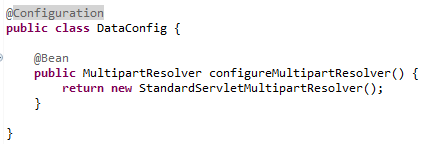 @Configuration
public class DataConfig {
@Bean
public MultipartResolver configureMultipartResolver() {
return new StandardServletMultipartResolver();
}
}